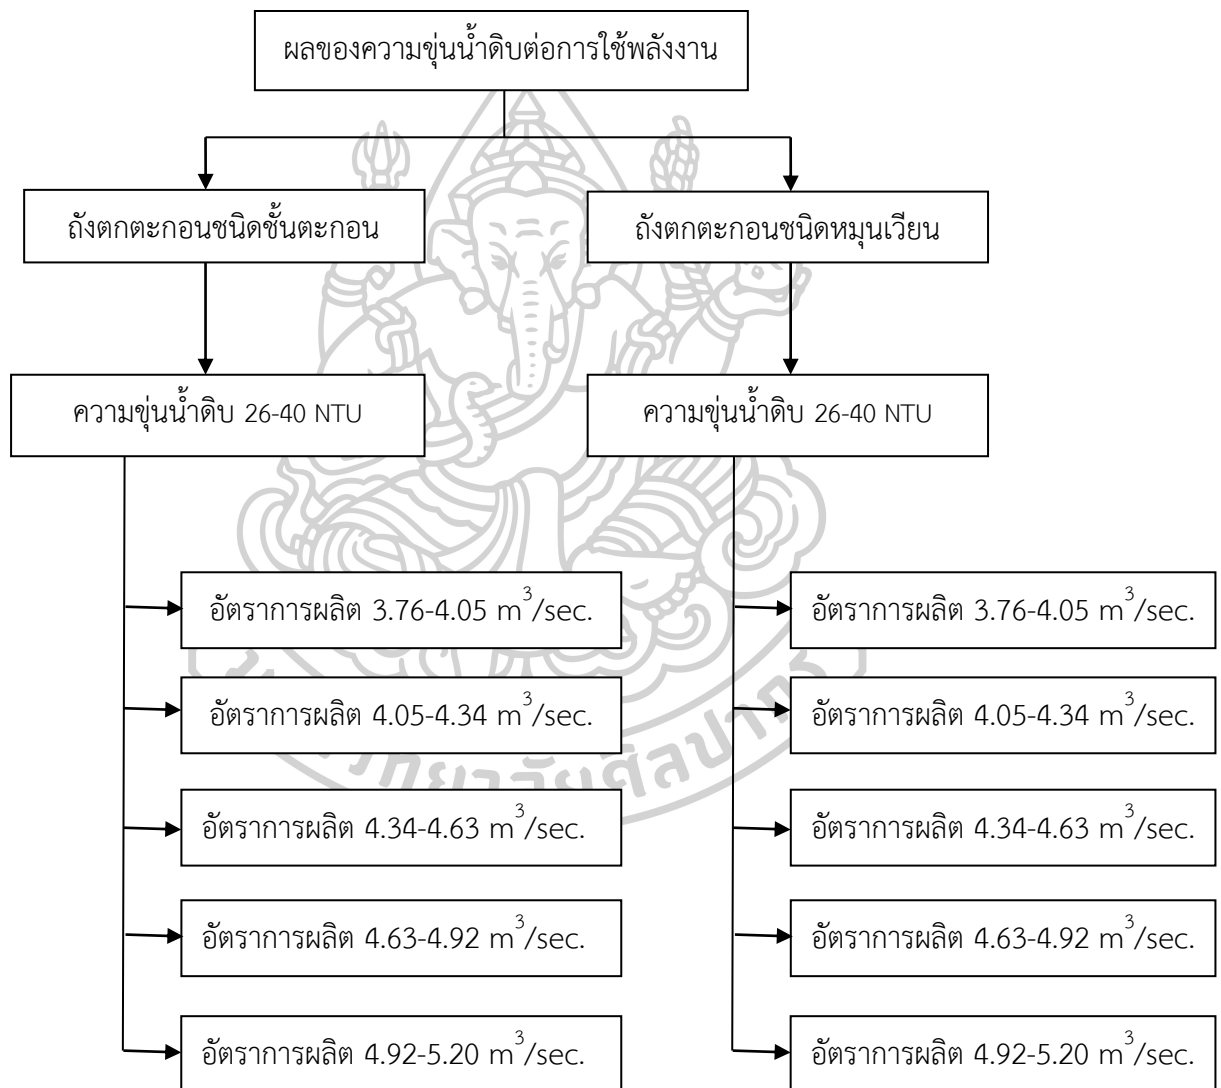 ผลของความขุ่นน้ำดิบต่อการใช้พลังงาน
ถังตกตะกอนชนิดชั้นตะกอน
ถังตกตะกอนชนิดหมุนเวียน
ความขุ่นน้ำดิบ 26-40 NTU
ความขุ่นน้ำดิบ 26-40 NTU
อัตราการผลิต 3.76-4.05 m³/sec.
อัตราการผลิต 3.76-4.05 m³/sec.
อัตราการผลิต 4.05-4.34 m³/sec.
อัตราการผลิต 4.05-4.34 m³/sec.
อัตราการผลิต 4.34-4.63 m³/sec.
อัตราการผลิต 4.34-4.63 m³/sec.
อัตราการผลิต 4.63-4.92 m³/sec.
อัตราการผลิต 4.63-4.92 m³/sec.
อัตราการผลิต 4.92-5.20 m³/sec.
อัตราการผลิต 4.92-5.20 m³/sec.